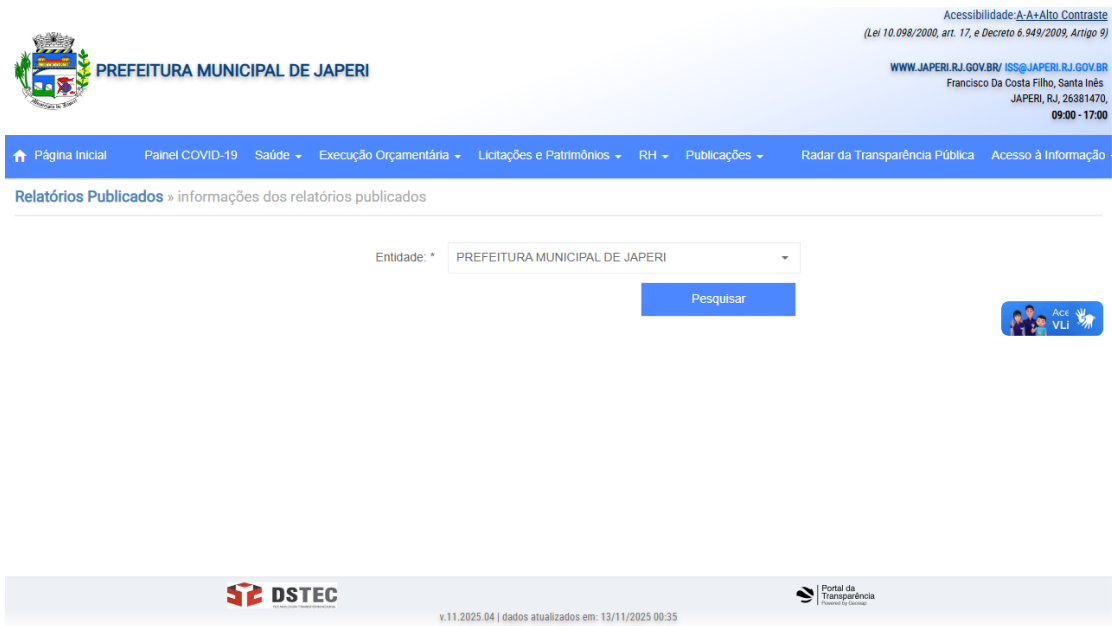 Acessibilidade:A-A+Alto Contraste
(Lei 10.098/2000, art. 17, e Decreto 6.949/2009, Artigo 9)
PREFEITURA MUNICIPAL DE JAPERI
WWW.JAPERI.RJ.GOV.BR/ ISS@JAPERI.RJ.GOV.BR
Francisco Da Costa Filho, Santa Inês
JAPERI, RJ, 26381470,
09:00 - 17:00
Página Inicial Painel COVID-19 Saúde Execução Orçamentária Licitações e Patrimônios RH Publicações Radar da Transparência Pública Acesso à Informação
Relatórios Publicados » informações dos relatórios publicados
Entidade: * PREFEITURA MUNICIPAL DE JAPERI
Pesquisar
Ace
VLi
DSTEC
Portal da
Transparência
v.11.2025.04 | dados atualizados em: 13/11/2025 00:35